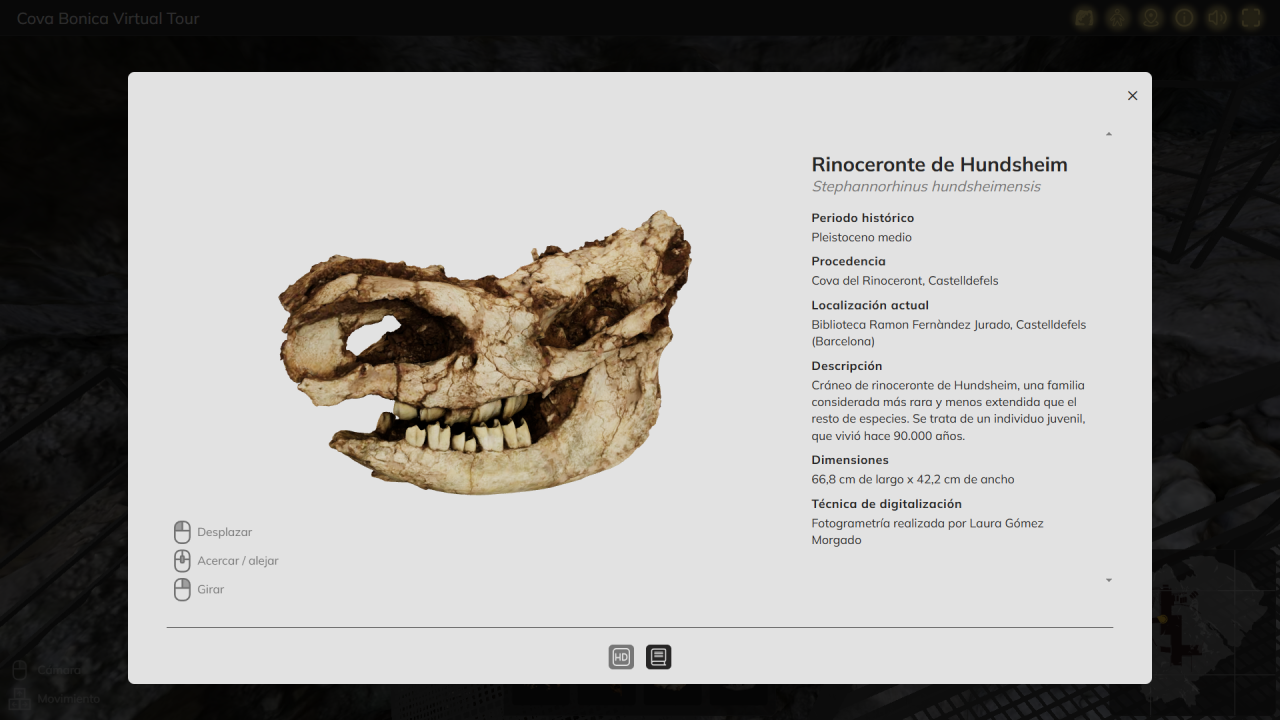 Cova Bonica Virtual Tour
Rinoceronte de Hundsheim
Stephannorhinus hundsheimensis
Periodo histórico
Pleistoceno medio
Procedencia
Cova del Rinoceront, Castelldefels
Localización actual
Biblioteca Ramon Fernàndez Jurado, Castelldefels
(Barcelona)
Descripción
Cráneo de rinoceronte de Hundsheim, una familia
considerada más rara y menos extendida que el
resto de especies. Se trata de un individuo juvenil,
que vivió hace 90.000 años.
Dimensiones
66,8 cm de largo x 42,2 cm de ancho
Técnica de digitalización
Fotogrametría realizada por Laura Gómez
Morgado
Desplazar
Acercar / alejar
Girar
HD
Cámara
Movimiento